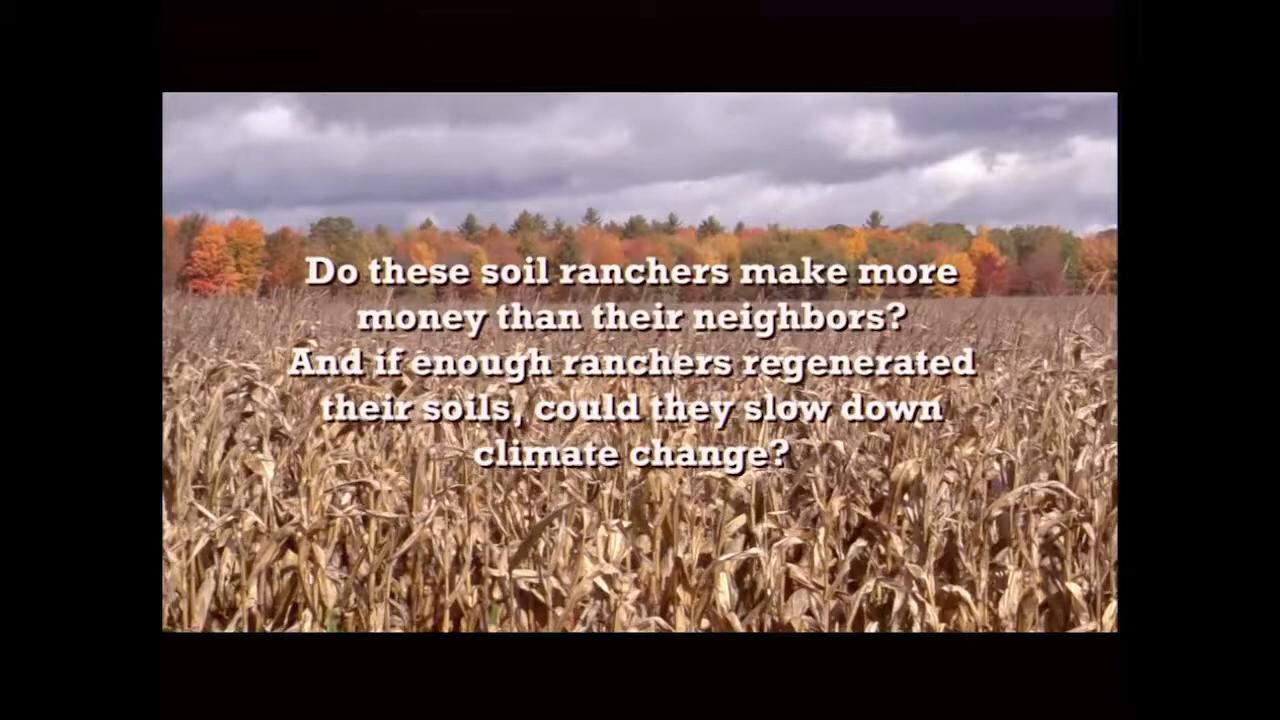 Do these soil ranchers make more
money than their neighbors?
And if enough ranchers regenerated
their soils, could they slow down
climate change?